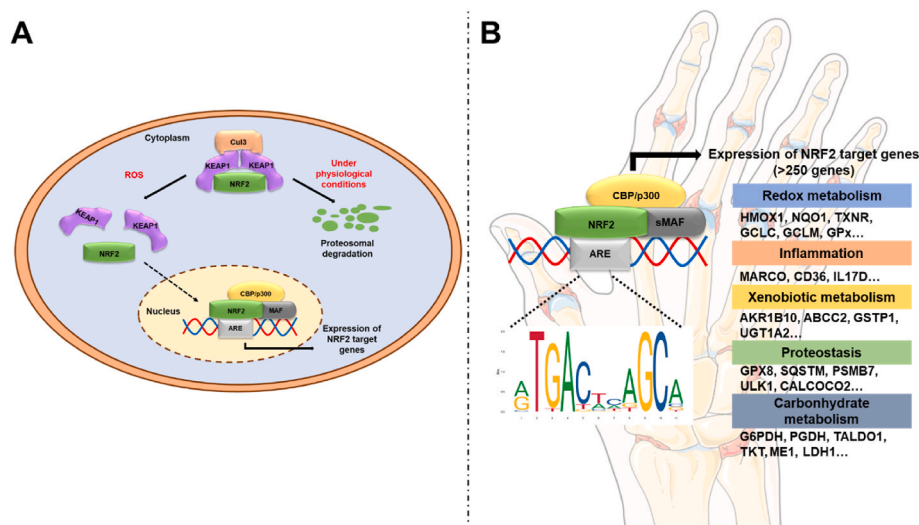 A
Cytoplasm
Cul3
KEAP1
KEAP1
NRF2
ROS
Under
physiological
conditions
KEAP1
KEAP1
NRF2
Proteosomal
degradation
Nucleus
CBP/p300
NRF2
MAF
ARE
Expression of
NRF2 target
genes
B
Expression of NRF2 target genes
(>250 genes)
CBP/p300
NRF2
sMAF
ARE
Redox metabolism
HMOX1, NQO1, TXNR,
GCLC, GCLM, GPx…
Inflammation
MARCO, CD36, IL17D…
Xenobiotic metabolism
AKR1B10, ABCC2, GSTP1,
UGT1A2…
Proteostasis
GPX8, SQSTM, PSMB7,
ULK1, CALCOCO2…
Carbonhydrate
metabolism
G6PDH, PGDH, TALDO1,
TKT, ME1, LDH1…